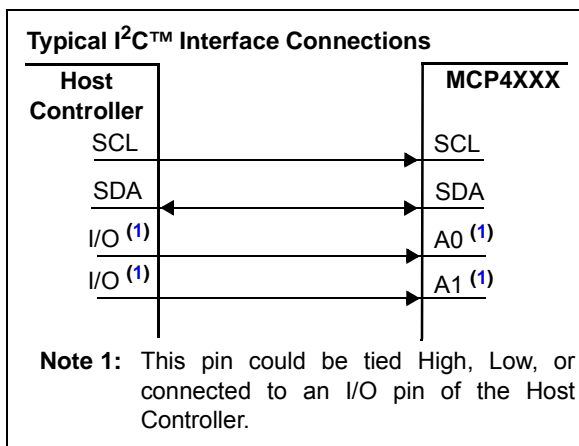 Typical I²C™ Interface Connections
Host Controller
MCP4XXX
SCL SCL
SDA SDA
I/O (1) A0 (1)
I/O (1) A1 (1)
Note 1: This pin could be tied High, Low, or
connected to an I/O pin of the Host
Controller.